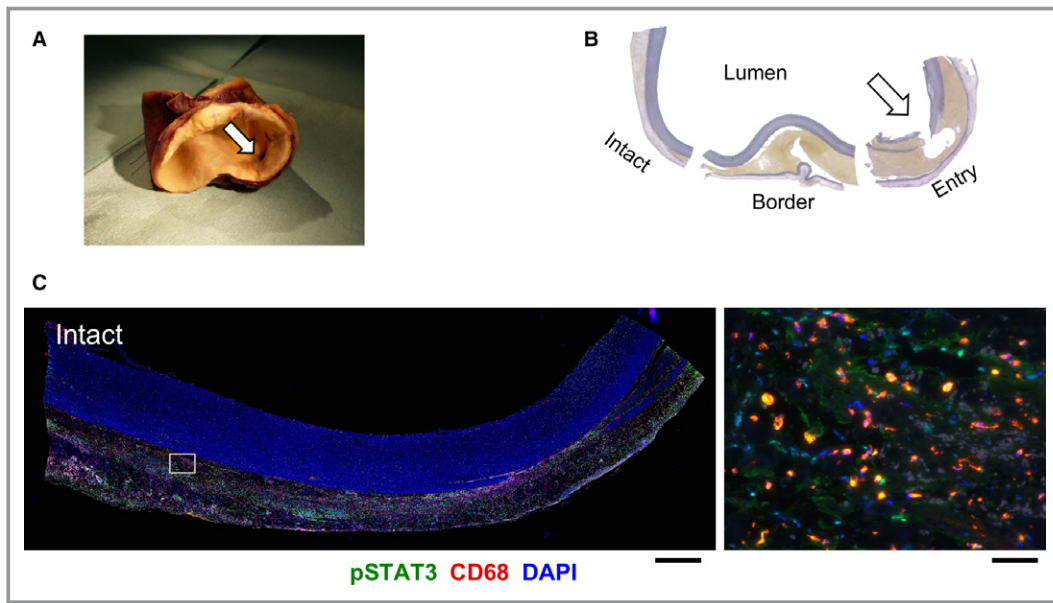 A
B
Lumen
Intact
Border
Entry
C
Intact
pSTAT3 CD68 DAPI